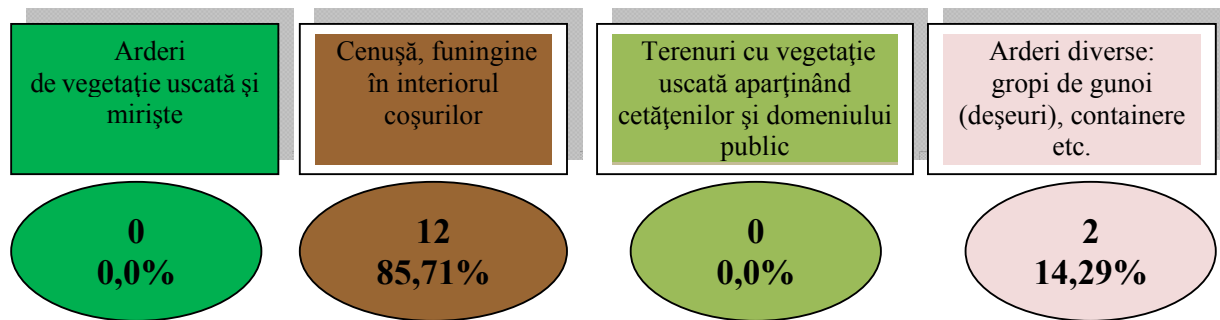 Arderi
de vegetaţie uscată şi
mirişte
0
0,0%
Cenuşă, funingine
în interiorul
coşurilor
12
85,71%
Terenuri cu vegetaţie
uscată aparţinând
cetăţenilor şi domeniului
public
0
0,0%
Arderi diverse:
gropi de gunoi
(deşeuri), containere
etc.
2
14,29%